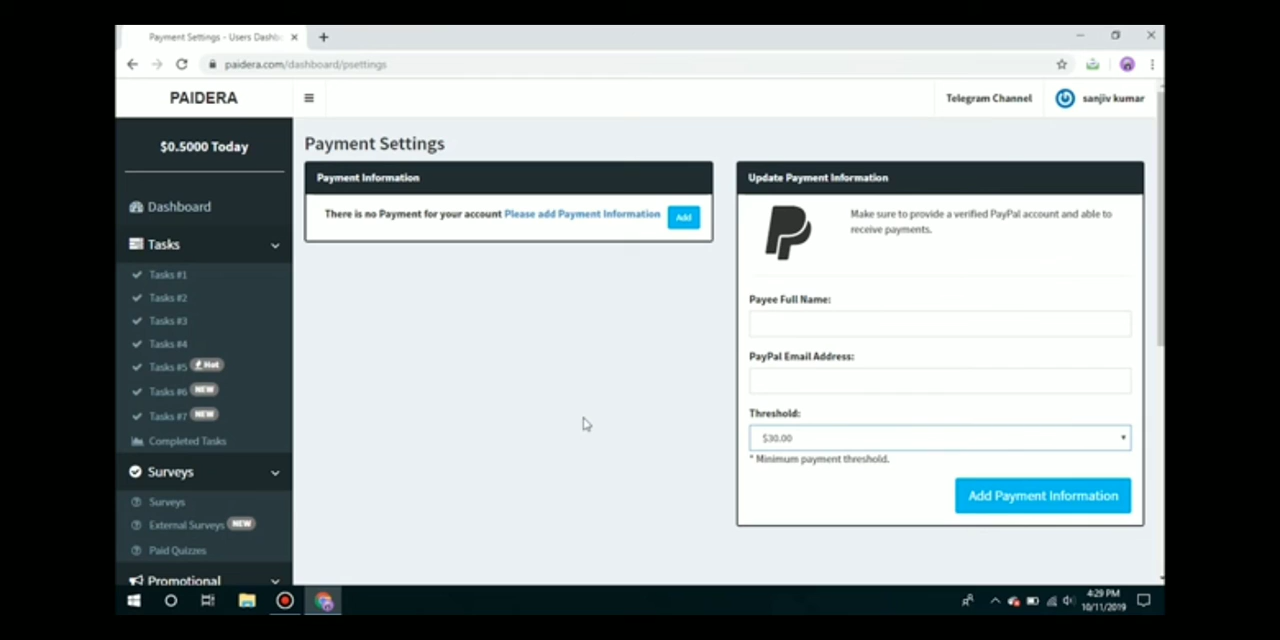 Payment Settings - Users Dashb
paidera.com/dashboard/psettings
PAIDERA
Telegram Channel
sanjiv kumar
$0.5000 Today
Dashboard
Tasks
Tasks #1
Tasks #2
Tasks #3
Tasks #4
Tasks #5 Hot
Tasks #6 NEW
Tasks #7 NEW
Completed Tasks
Surveys
Surveys
External Surveys NEW
Paid Quizzes
Promotional
Payment Settings
Payment Information
There is no Payment for your account Please add Payment Information Add
Update Payment Information
Make sure to provide a verified PayPal account and able to
receive payments.
Payee Full Name:
PayPal Email Address:
Threshold:
$30.00
* Minimum payment threshold.
Add Payment Information
4:29 PM
10/11/2019